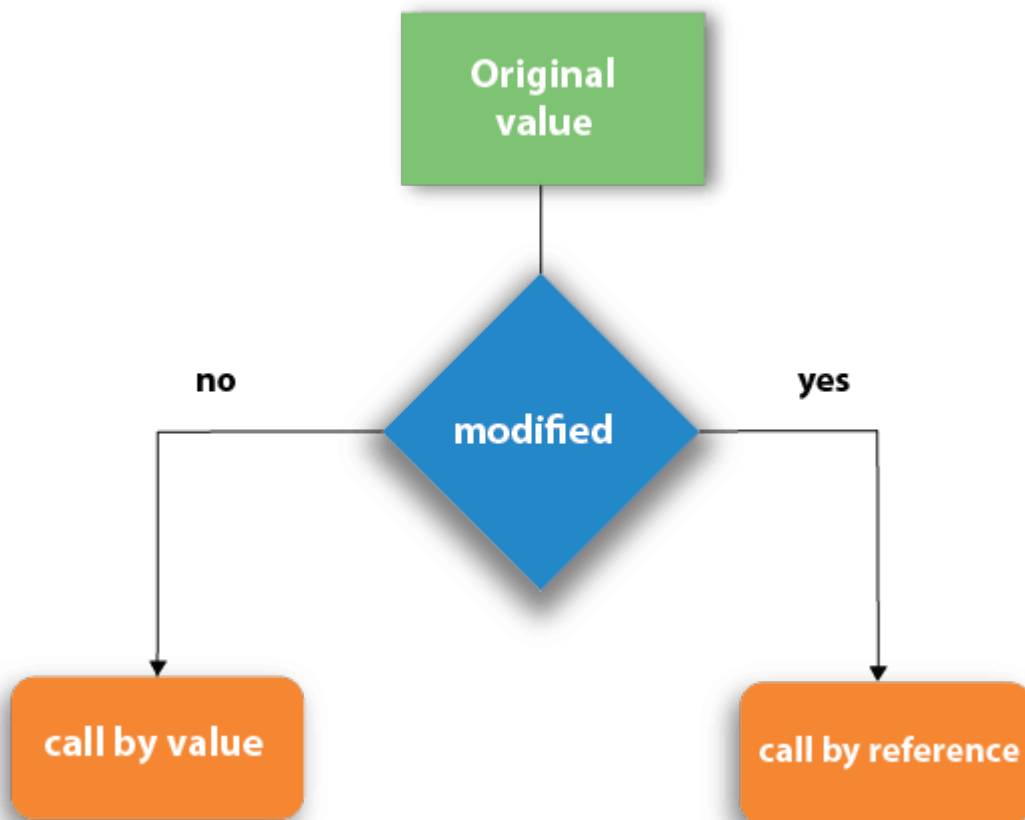 Original
value
no
yes
modified
call by value
call by reference